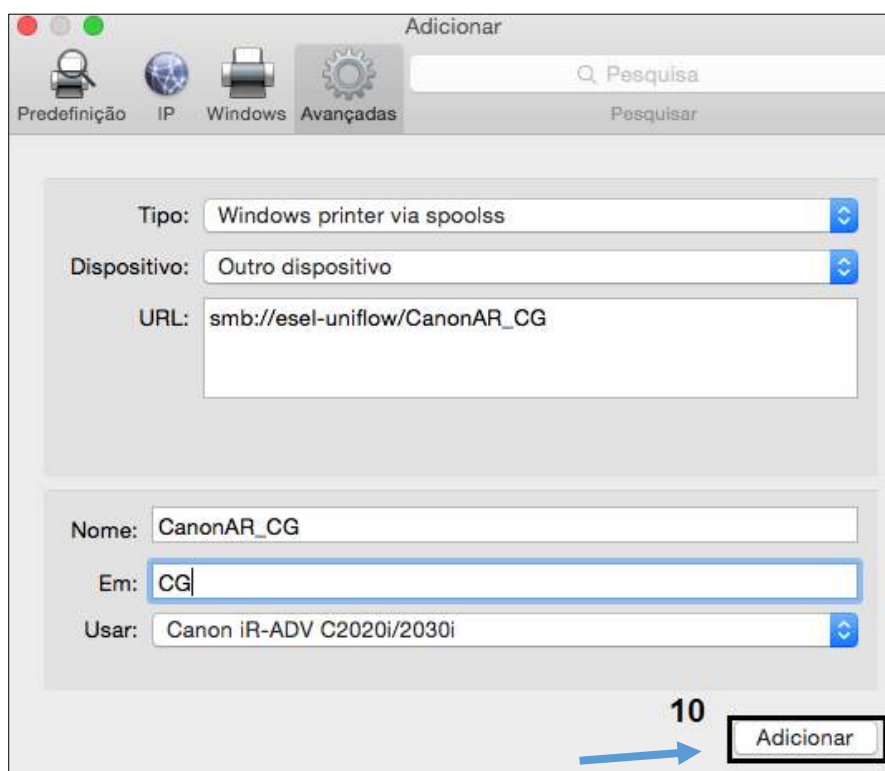 Adicionar
Predefinição IP Windows Avançadas
Pesquisa
Pesquisar
Tipo: Windows printer via spoolss
Dispositivo: Outro dispositivo
URL: smb://esel-uniflow/CanonAR_CG
Nome: CanonAR_CG
Em: CG
Usar: Canon iR-ADV C2020i/2030i
10
Adicionar